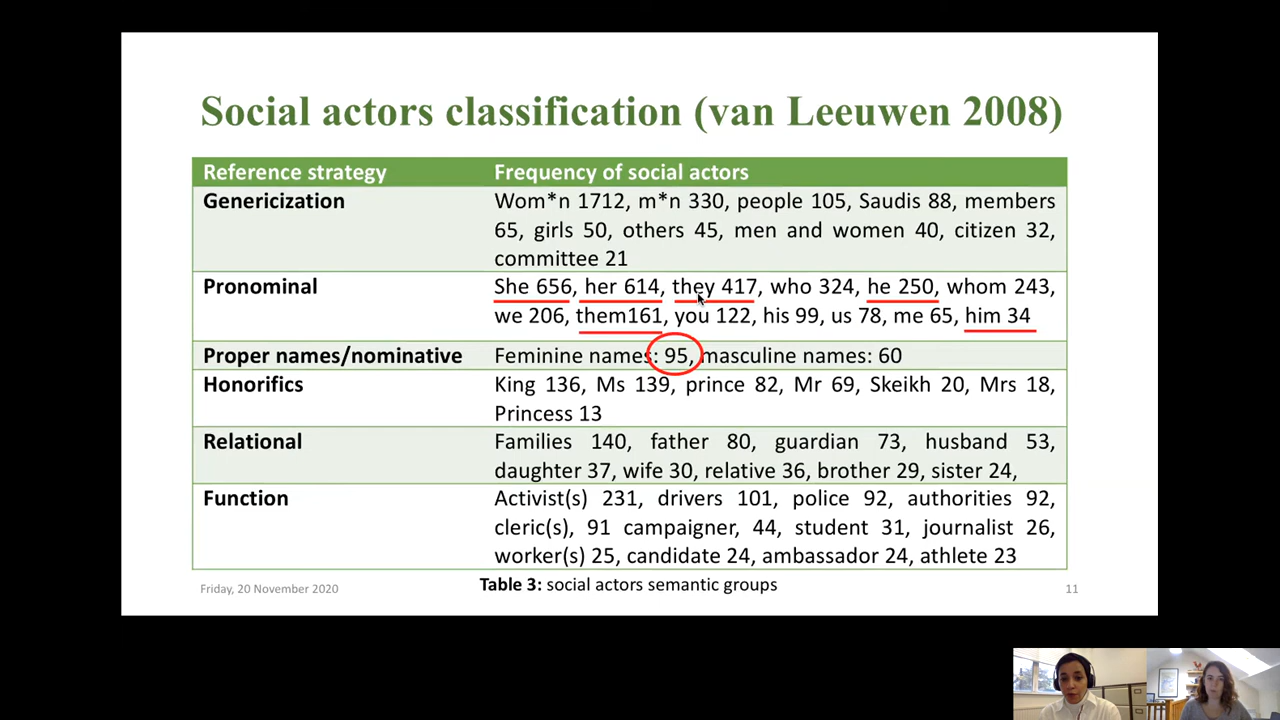 Social actors classification (van Leeuwen 2008)
Reference strategy
Frequency of social actors
Genericization
Wom*n 1712, m*n 330, people 105, Saudis 88, members
65, girls 50, others 45, men and women 40, citizen 32,
committee 21
Pronominal
She 656, her 614, they 417, who 324, he 250, whom 243,
we 206, them161, you 122, his 99, us 78, me 65, him 34
Proper names/nominative
Feminine names: 95, masculine names: 60
Honorifics
King 136, Ms 139, prince 82, Mr 69, Skeikh 20, Mrs 18,
Princess 13
Relational
Families 140, father 80, guardian 73, husband 53,
daughter 37, wife 30, relative 36, brother 29, sister 24,
Function
Activist(s) 231, drivers 101, police 92, authorities 92,
cleric(s), 91 campaigner, 44, student 31, journalist 26,
worker(s) 25, candidate 24, ambassador 24, athlete 23
Friday, 20 November 2020
Table 3: social actors semantic groups
11